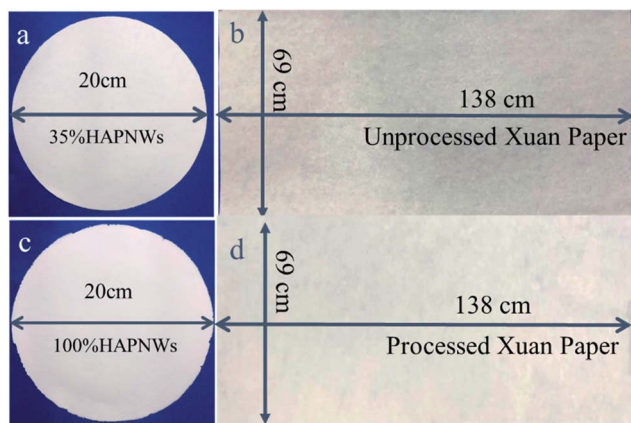 a
20cm
35%HAPNWs
b
69 cm
138 cm
Unprocessed Xuan Paper
c
20cm
100%HAPNWs
d
69 cm
138 cm
Processed Xuan Paper